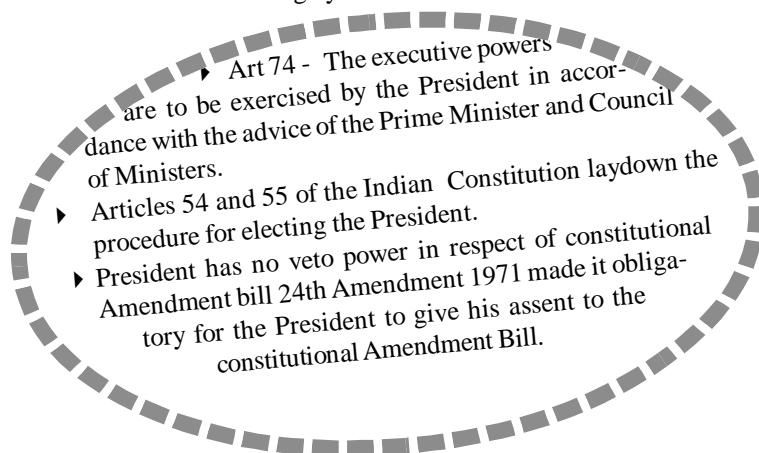 Art 74 - The executive powers
are to be exercised by the President in accor-
dance with the advice of the Prime Minister and Council
of Ministers.
Articles 54 and 55 of the Indian Constitution laydown the
procedure for electing the President.
President has no veto power in respect of constitutional
Amendment bill 24th Amendment 1971 made it obliga-
tory for the President to give his assent to the
constitutional Amendment Bill.